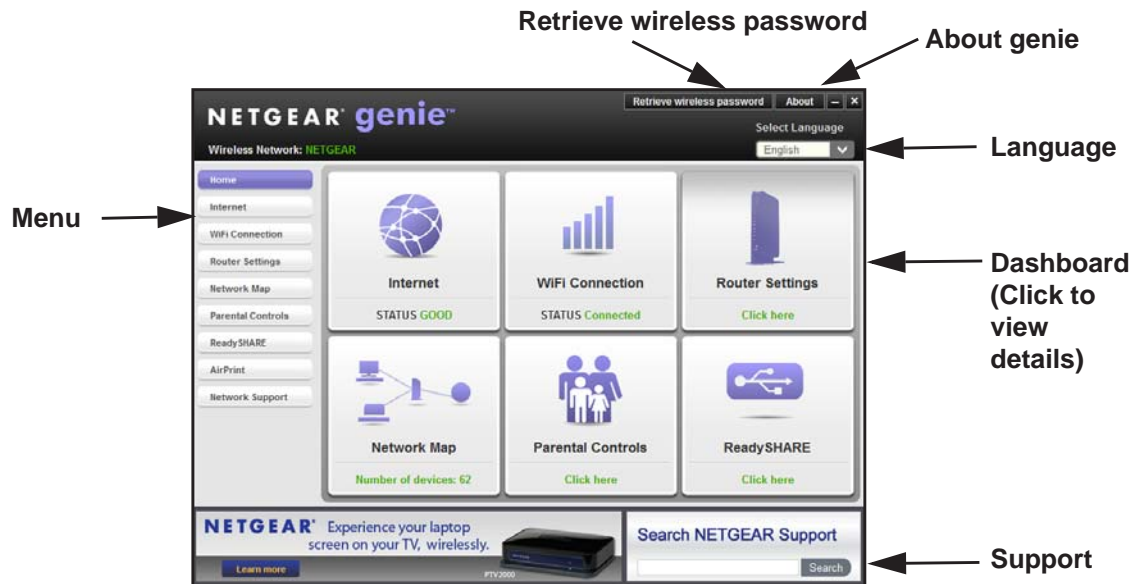 Retrieve wireless password
About genie
Retrieve wireless password About
NETGEAR® genie™
Select Language
Wireless Network: NETGEAR
English
Language
Menu
Home
Internet
WiFi Connection
Router Settings
Network Map
Parental Controls
ReadySHARE
AirPrint
Network Support
Internet
STATUS GOOD
WiFi Connection
STATUS Connected
Router Settings
Click here
Dashboard
(Click to
view
details)
Network Map
Number of devices: 62
Parental Controls
Click here
ReadySHARE
Click here
NETGEAR® Experience your laptop
screen on your TV, wirelessly.
Learn more
PTV2000
Search NETGEAR Support
Search
Support